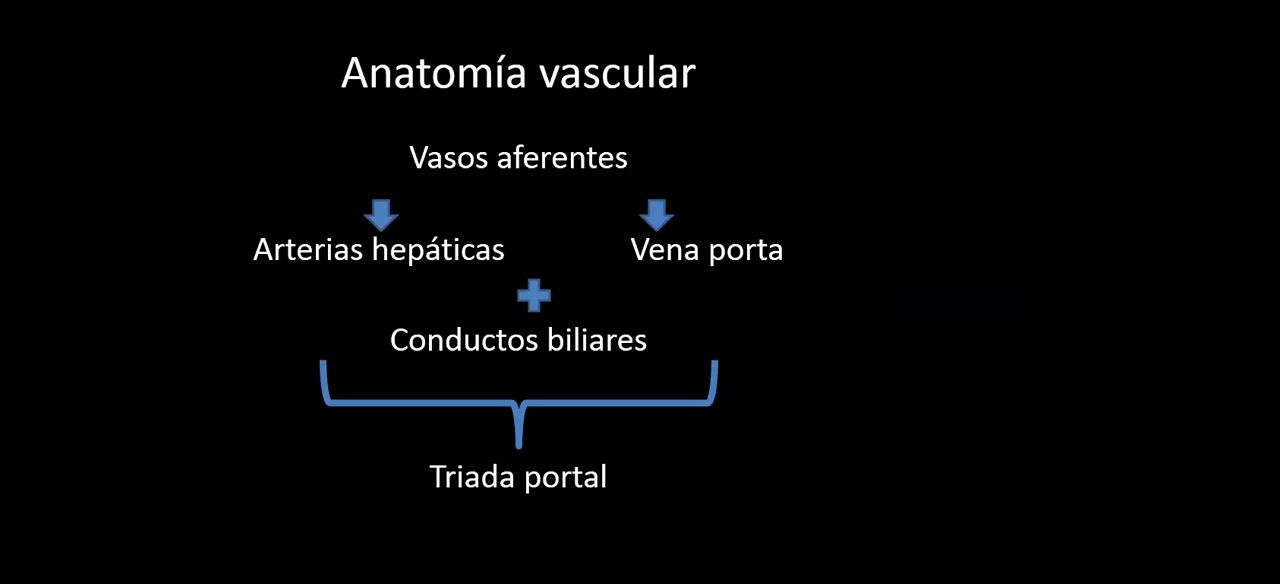 Anatomía vascular
Vasos aferentes
Arterias hepáticas
Vena porta
Conductos biliares
Triada portal